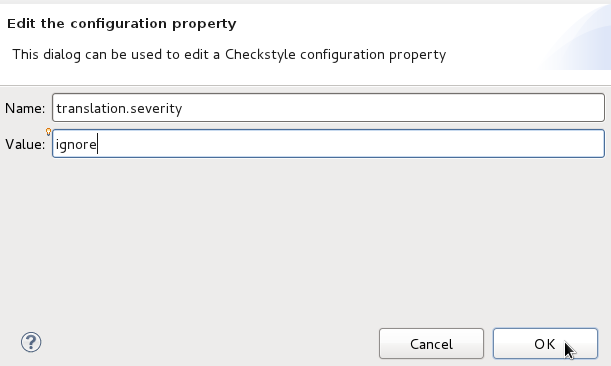 Edit the configuration property
This dialog can be used to edit a Checkstyle configuration property
Name: translation.severity
Value: ignore
? Cancel OK